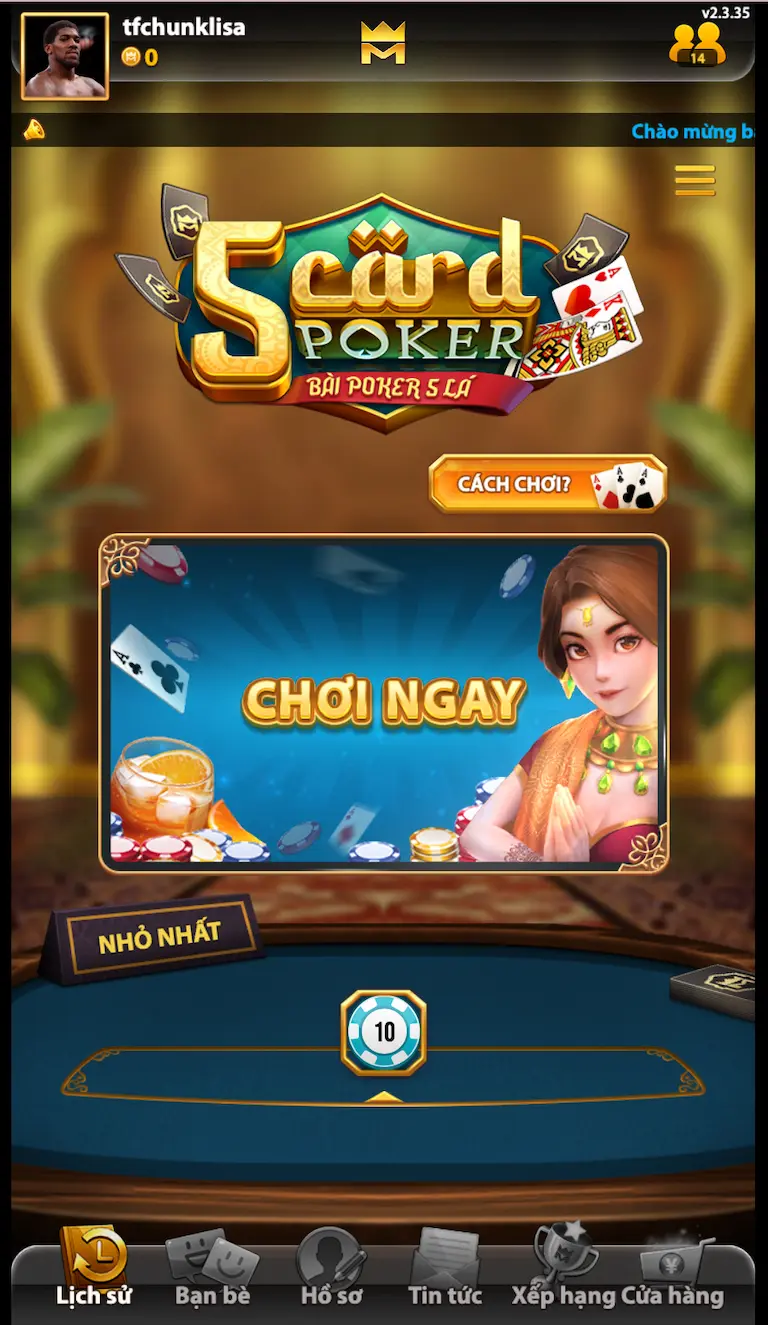 v2.3.35
tfchunklisa
0
14
Chào mừng b
5 card
POKER
BÀI POKER 5 LÁ
CÁCH CHƠI?
CHƠI NGAY
NHỎ NHẤT
10
Lịch sử Bạn bè Hồ sơ Tin tức Xếp hạng Cửa hàng